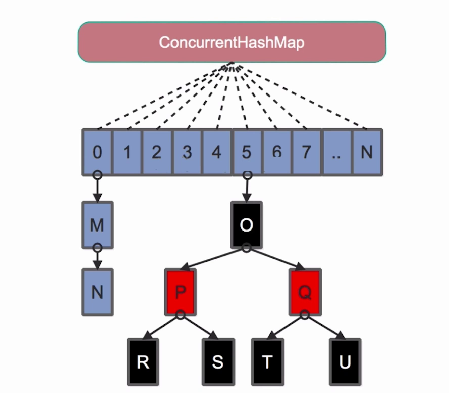 ConcurrentHashMap
0 1 2 3 4 5 6 7 .. N
M O
N P Q
R S T U